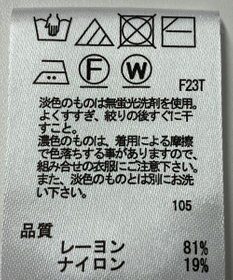 F W
F23T
淡色のものは無蛍光洗剤を使用。
よくすすぎ、絞りの後すぐに干
すこと。
濃色のものは、着用による摩擦
で色落ちする事がありますので、
組み合せの衣服にご注意下さい。
また、淡色のものとは別にお洗
い下さい。
105
品質
レーヨン 81%
ナイロン 19%